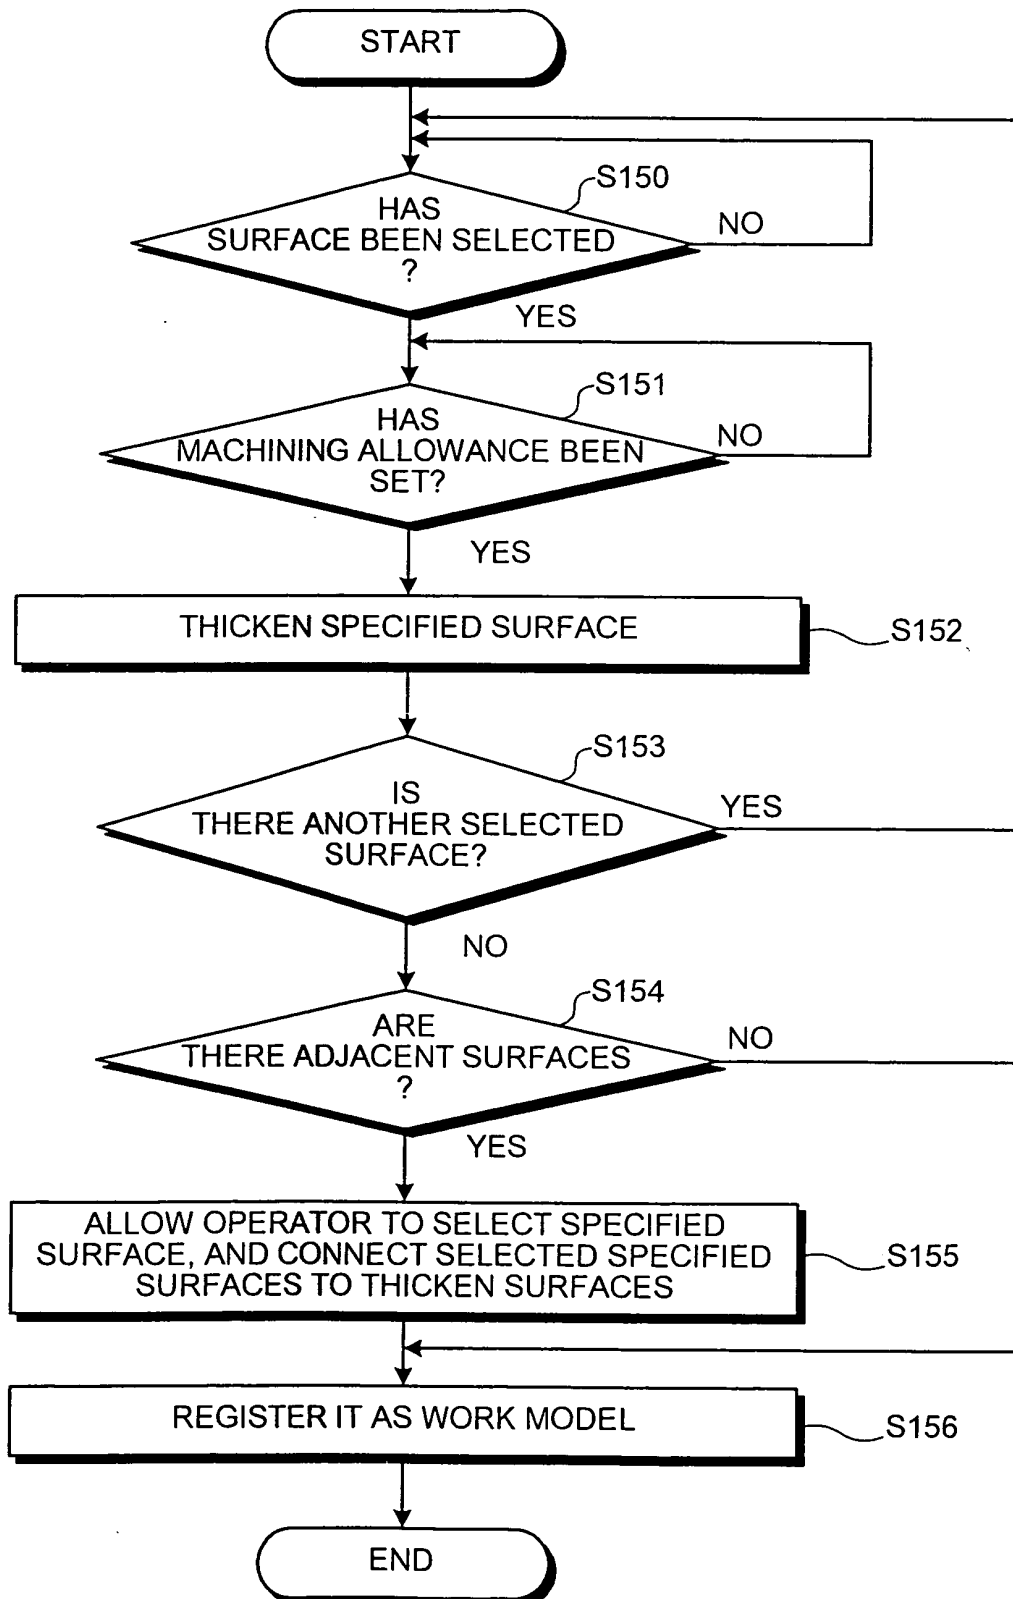 START
S150
HAS
SURFACE BEEN SELECTED
?
NO
YES
S151
HAS
MACHINING ALLOWANCE BEEN
SET?
NO
YES
THICKEN SPECIFIED SURFACE
S152
S153
IS
THERE ANOTHER SELECTED
SURFACE?
YES
NO
S154
ARE
THERE ADJACENT SURFACES
?
NO
YES
ALLOW OPERATOR TO SELECT SPECIFIED
SURFACE, AND CONNECT SELECTED SPECIFIED
SURFACES TO THICKEN SURFACES
S155
REGISTER IT AS WORK MODEL
S156
END